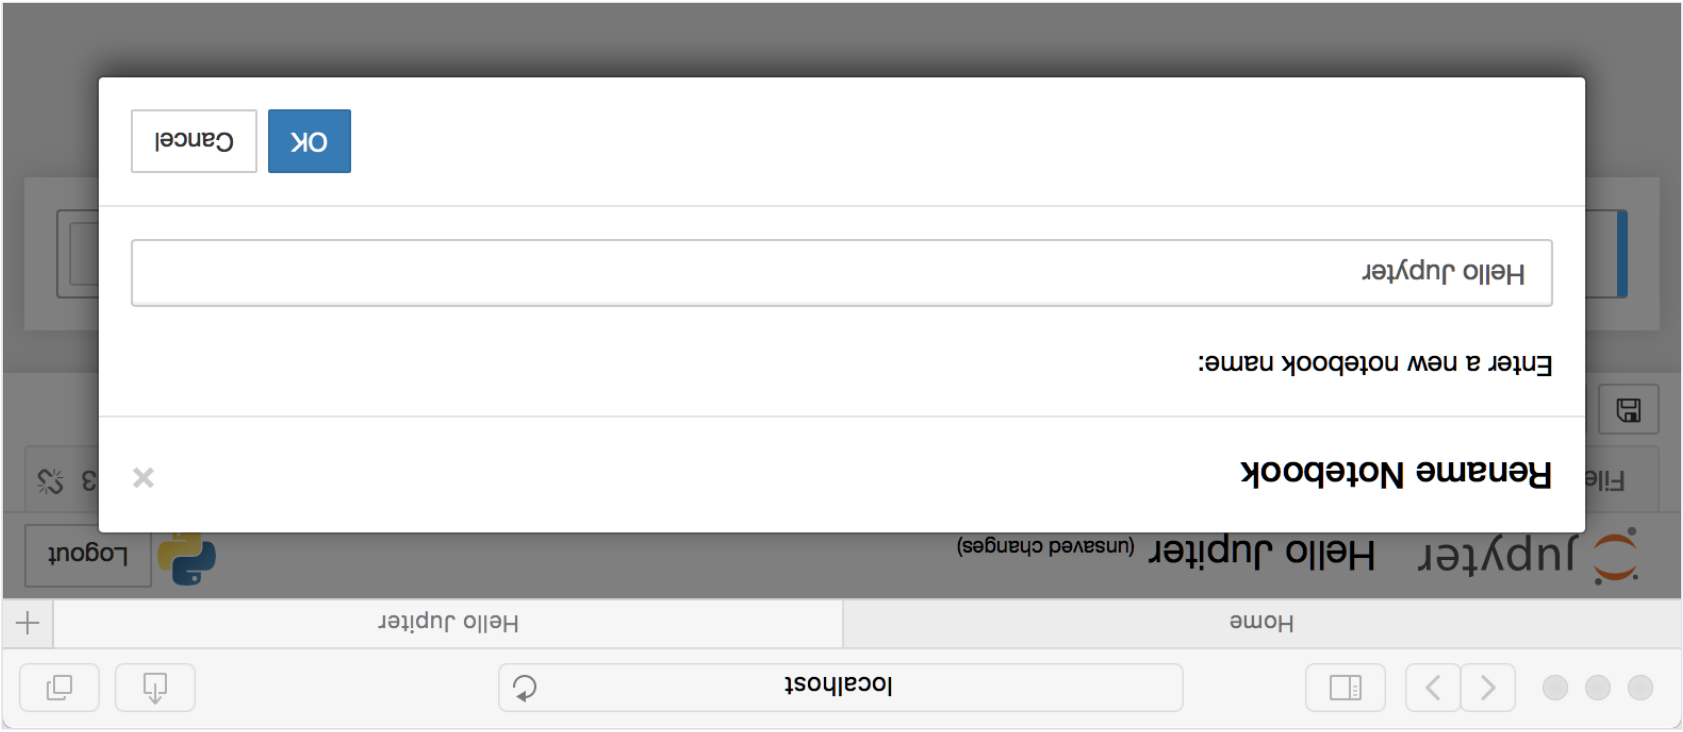 localhost
Home
Hello Jupiter
jupyter Hello Jupiter (unsaved changes)
Logout
File
3
Rename Notebook
Enter a new notebook name:
Hello Jupyter
OK
Cancel